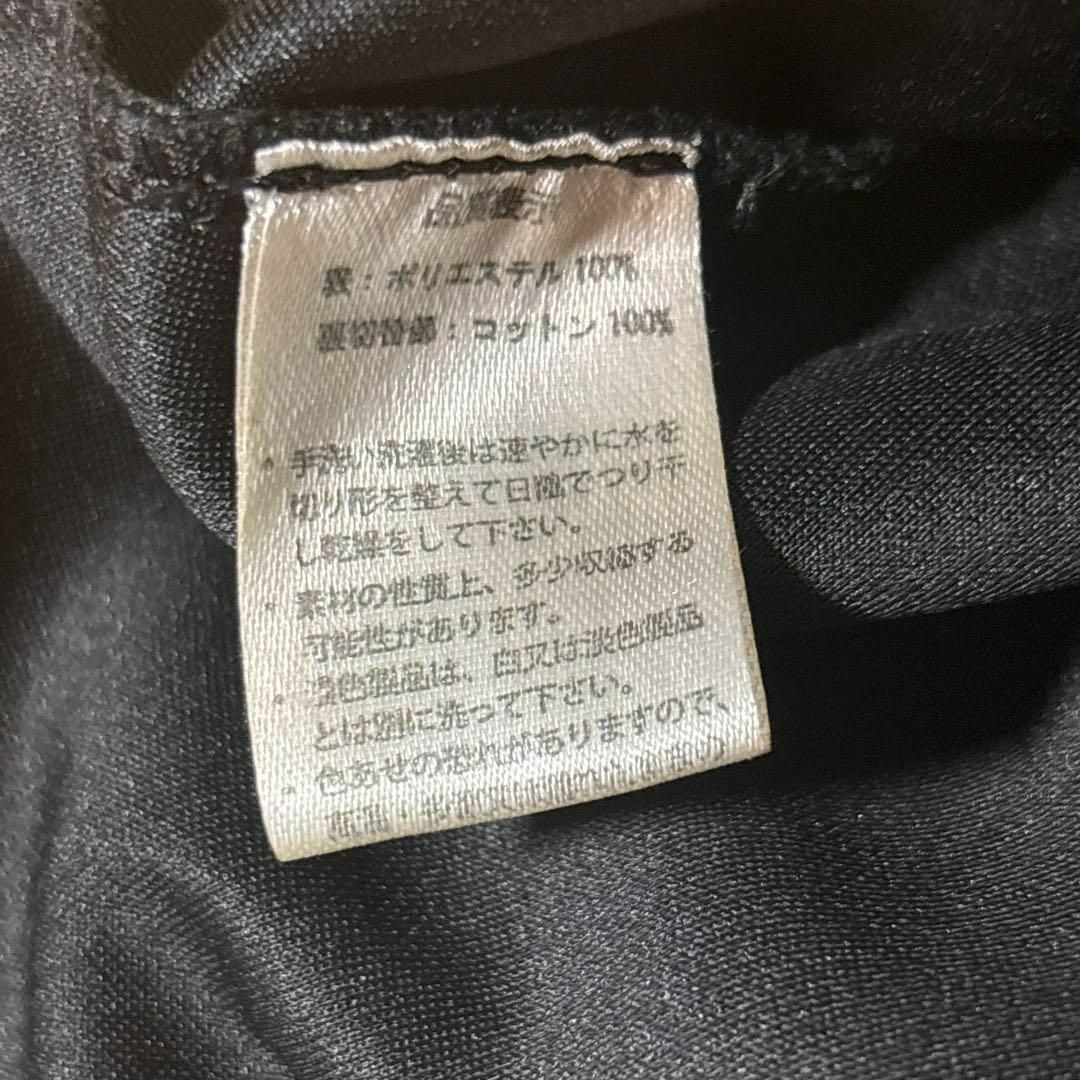 品質表示
表：ポリエステル 100%
裏切替部：コットン 100%
・手洗い洗濯後は速やかに水を
切り形を整えて日陰でつり干
し乾燥をして下さい。
・素材の性質上、多少収縮する
可能性があります。
・濃色製品は、白又は淡色製品
とは別に洗って下さい。
・色あせの恐れがありますので、